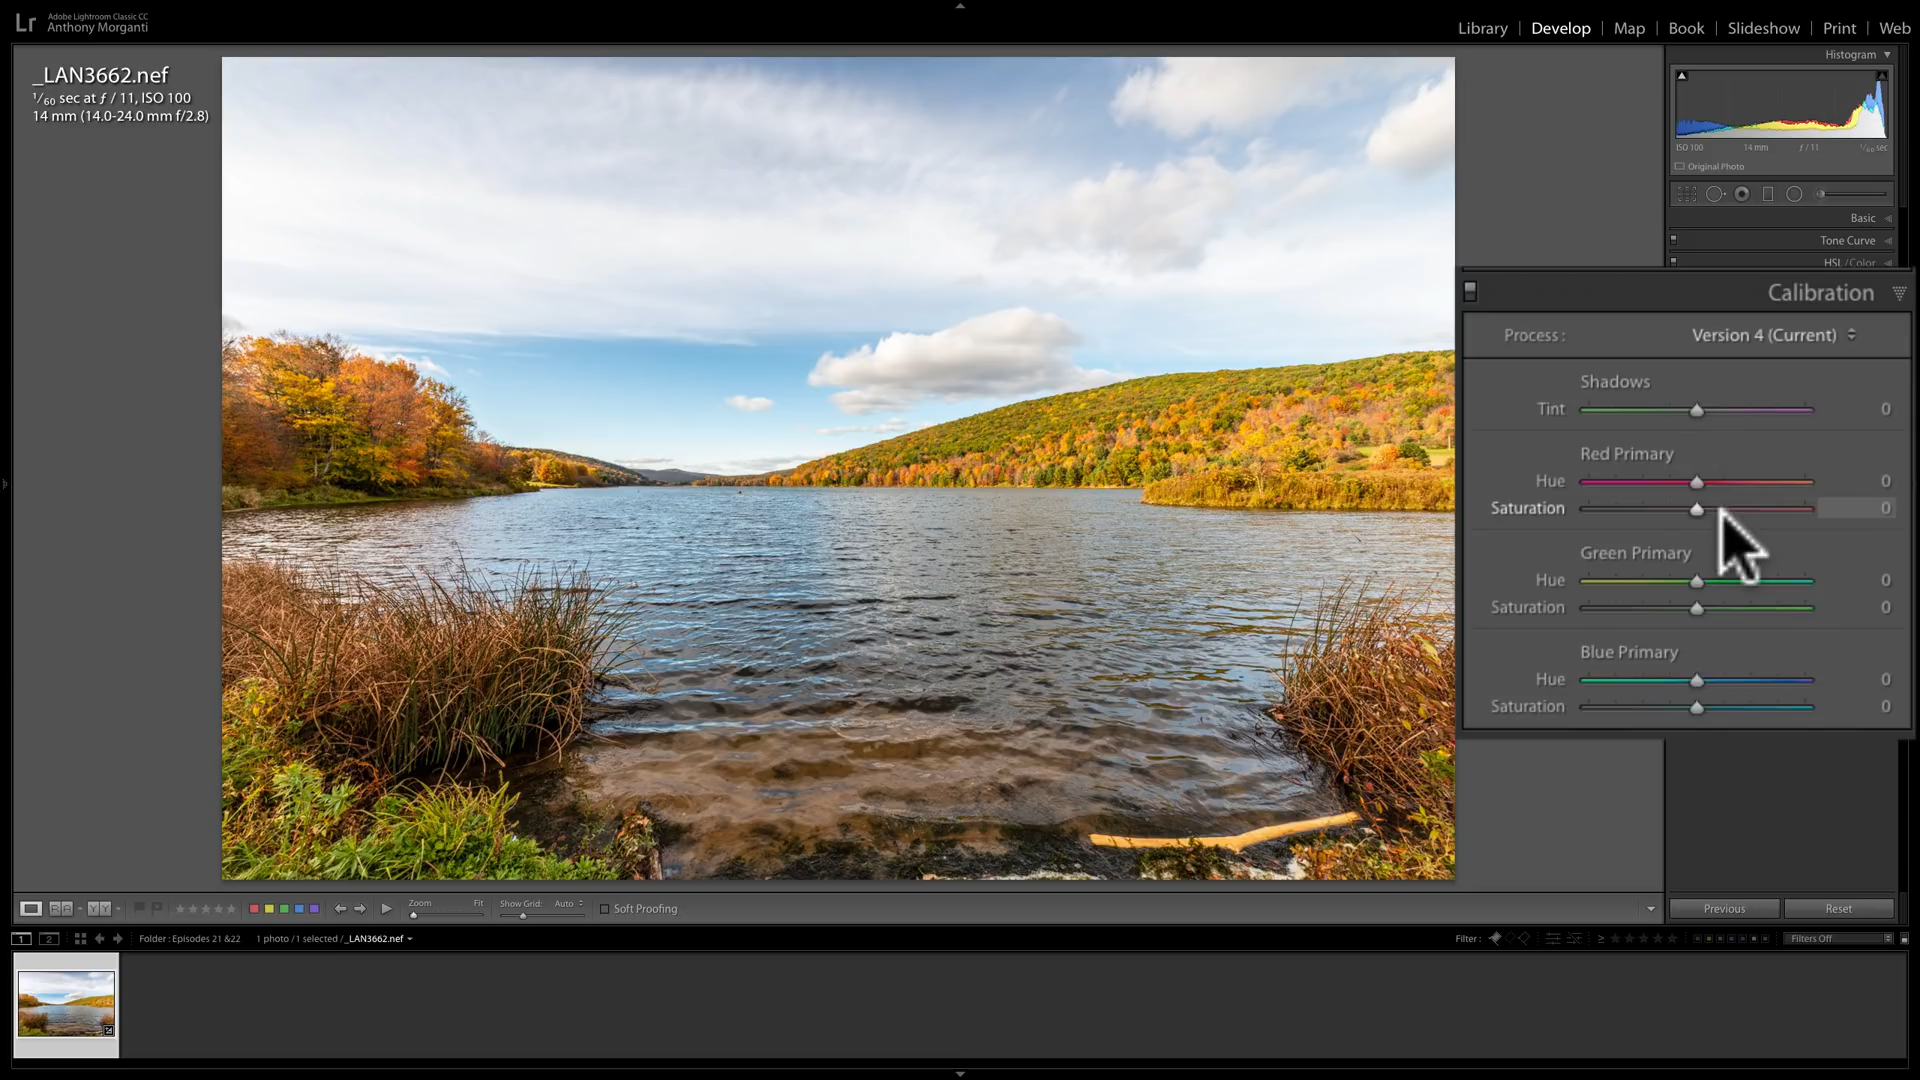 Lr
Adobe Lightroom Classic CC
Anthony Morganti
Library | Develop | Map | Book | Slideshow | Print | Web
_LAN3662.nef
1/60 sec at ƒ / 11, ISO 100
14 mm (14.0-24.0 mm f/2.8)
Histogram
ISO 100 14 mm ƒ / 11 1/60 sec
Original Photo
Basic
Tone Curve
HSL / Color
Calibration
Process : Version 4 (Current)
Shadows
Tint 0
Red Primary
Hue 0
Saturation 0
Green Primary
Hue 0
Saturation 0
Blue Primary
Hue 0
Saturation 0
R A Y Y Zoom Fit Show Grid: Auto Soft Proofing
Previous Reset
1 2 Folder : Episodes 21 &22 1 photo / 1 selected / _LAN3662.nef Filter : ≥ Filters Off